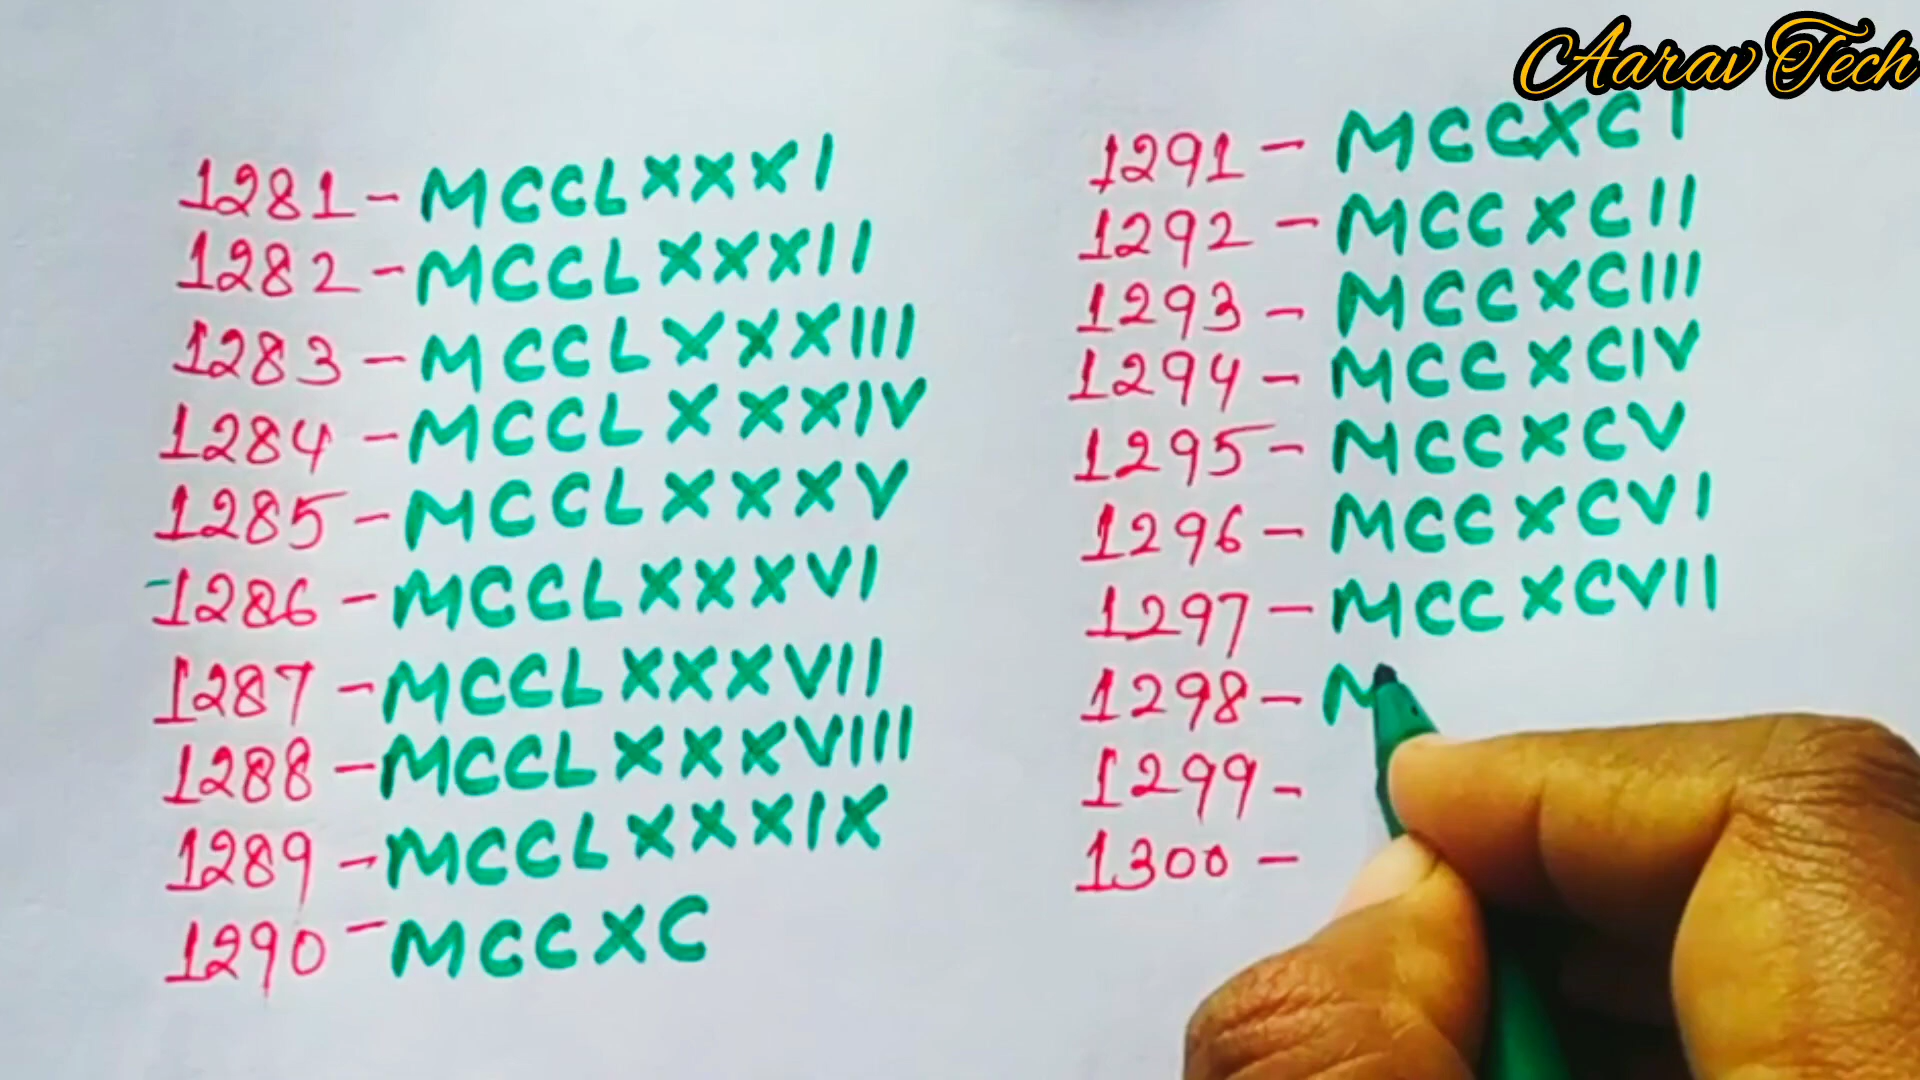 Aarav Tech
1281 - MCCLXXXI
1282 - MCCLXXXII
1283 - MCCLXXXIII
1284 - MCCLXXXIV
1285 - MCCLXXXV
1286 - MCCLXXXVI
1287 - MCCLXXXVII
1288 - MCCLXXXVIII
1289 - MCCLXXXIX
1290 - MCCXC
1291 - MCCXCI
1292 - MCCXCII
1293 - MCCXCIII
1294 - MCCXCIV
1295 - MCCXCV
1296 - MCCXCVI
1297 - MCCXCVII
1298 - M
1299 -
1300 -